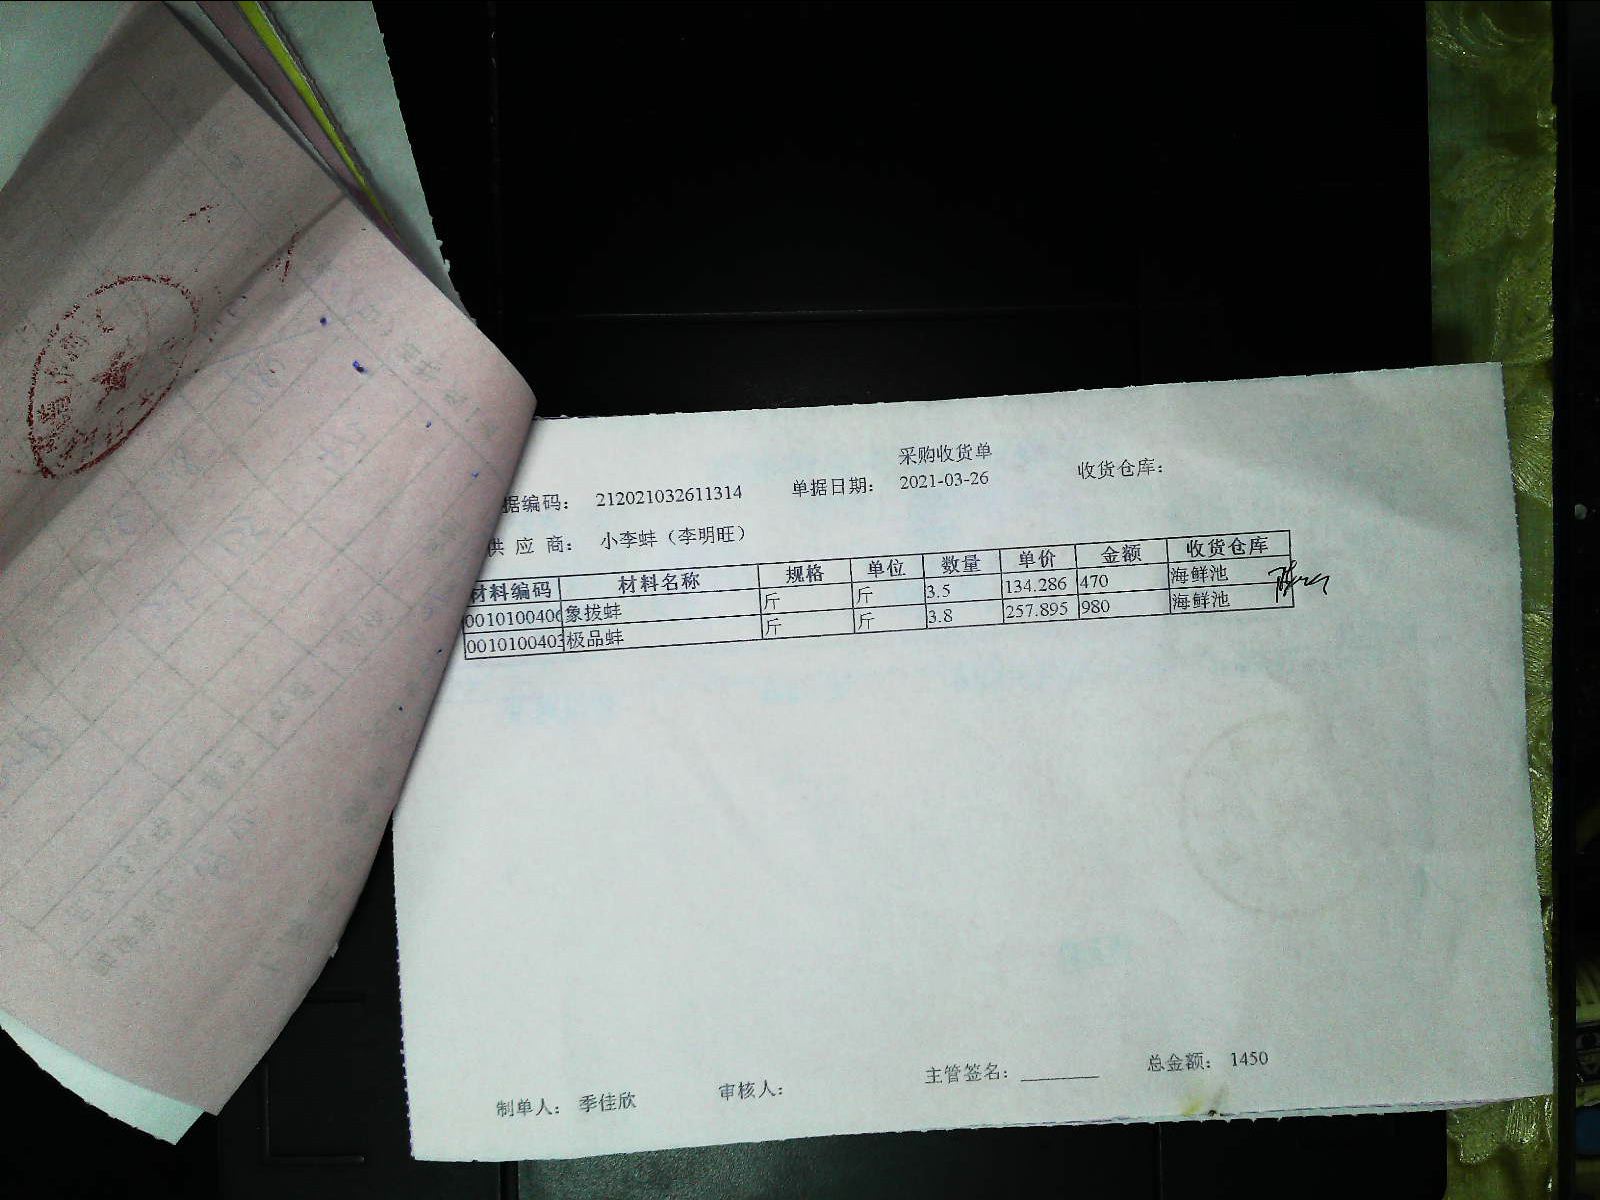 采购收货单
据编码： 212021032611314 单据日期： 2021-03-26 收货仓库：
供 应 商： 小李蚌（李明旺）
材料编码 材料名称 规格 单位 数量 单价 金额 收货仓库
0010100406 象拔蚌 斤 斤 3.5 134.286 470 海鲜池
0010100403 极品蚌 斤 斤 3.8 257.895 980 海鲜池
制单人： 季佳欣 审核人： 主管签名： 总金额： 1450